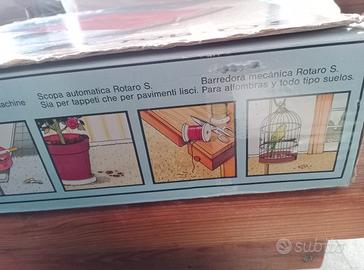 achine
Scopa automatica Rotaro S.
Sia per tappeti che per pavimenti lisci.
Barredora mecánica Rotaro S.
Para alfombras y todo tipo suelos.
subito